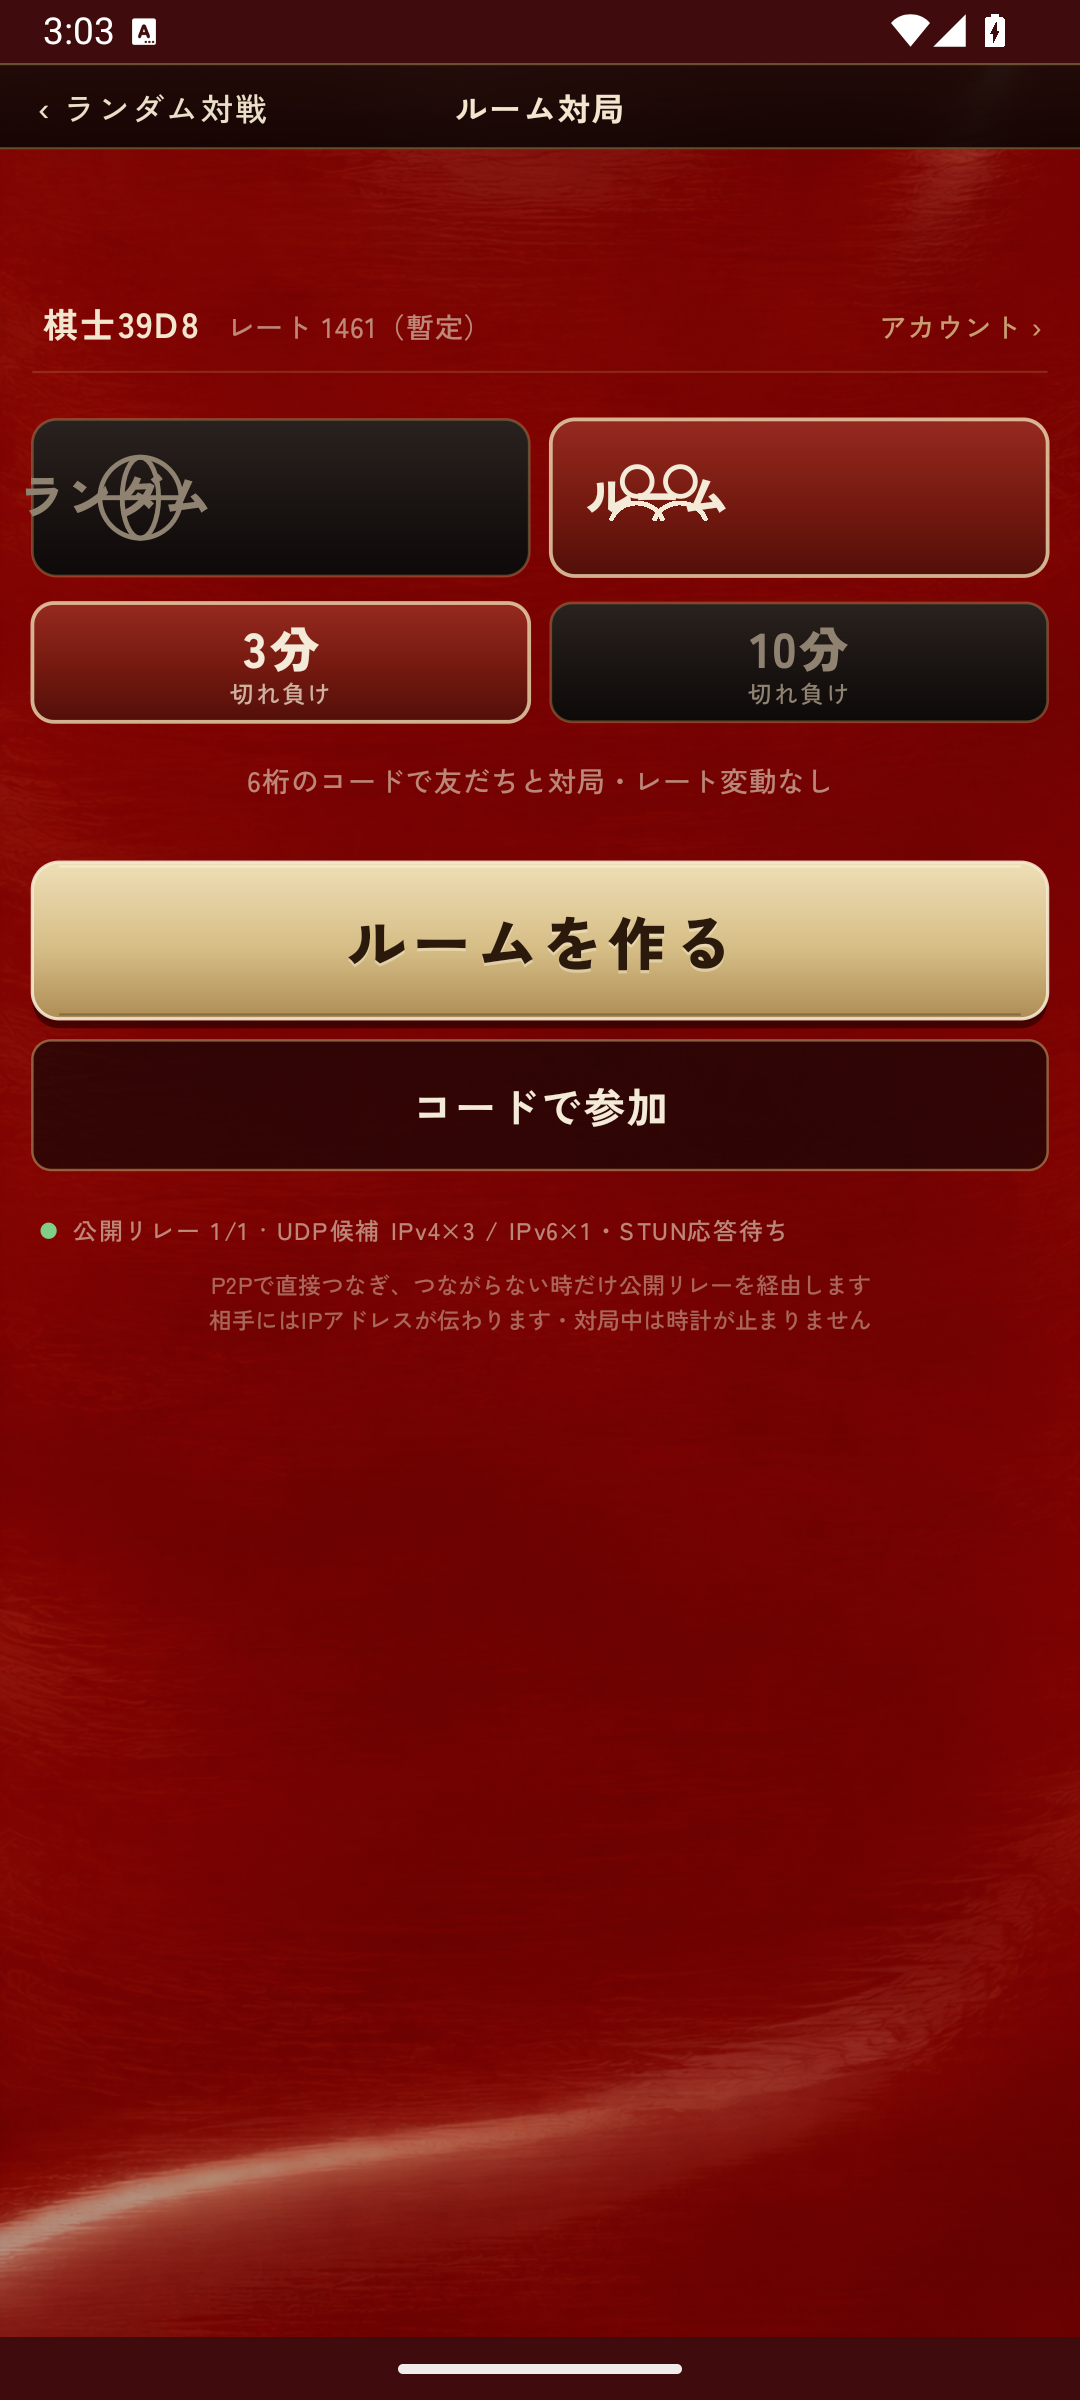 3:03
‹ ランダム対戦
ルーム対局
棋士39D8 レート 1461（暫定）
アカウント ›
ランダム
ルーム
3分
切れ負け
10分
切れ負け
6桁のコードで友だちと対局・レート変動なし
ルームを作る
コードで参加
公開リレー 1/1 · UDP候補 IPv4×3 / IPv6×1・STUN応答待ち
P2Pで直接つなぎ、つながらない時だけ公開リレーを経由します
相手にはIPアドレスが伝わります・対局中は時計が止まりません